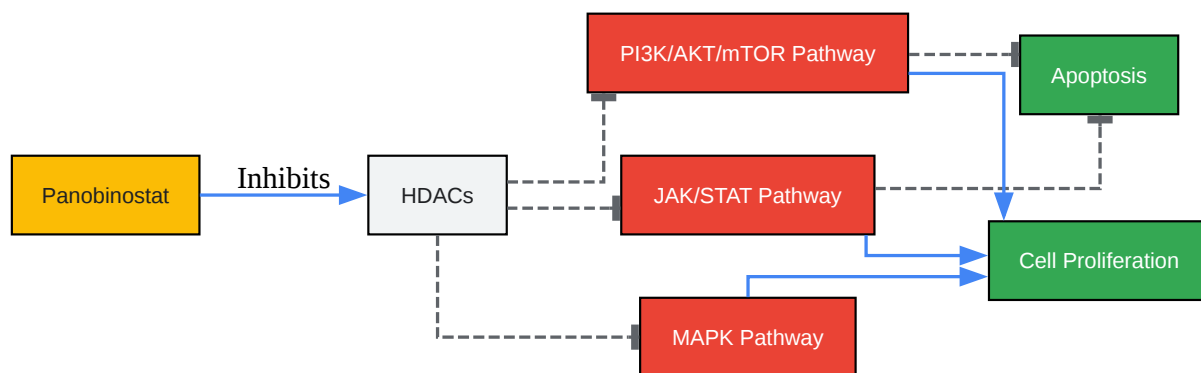 PI3K/AKT/mTOR Pathway
Apoptosis
Panobinostat
Inhibits
HDACs
JAK/STAT Pathway
Cell Proliferation
MAPK Pathway